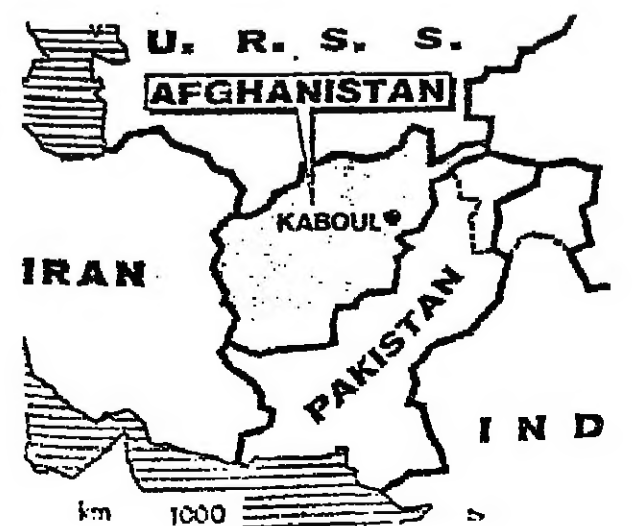 U. R. S. S.
AFGHANISTAN
KABOUL
IRAN
PAKISTAN
IND
km 1000